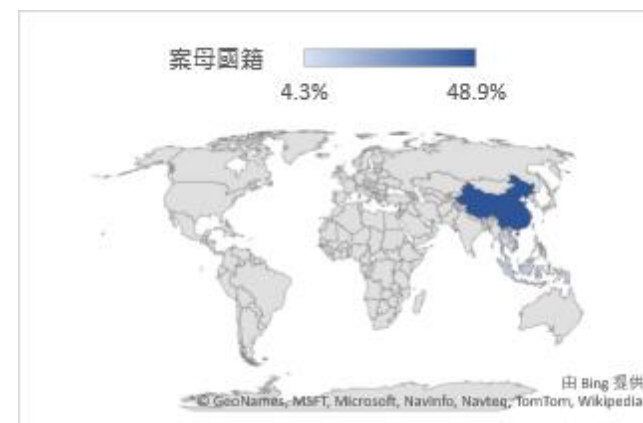 案母國籍
4.3% 48.9%
由 Bing 提供
© GeoNames, MSFT, Microsoft, NavInfo, Navteq, TomTom, Wikipedia